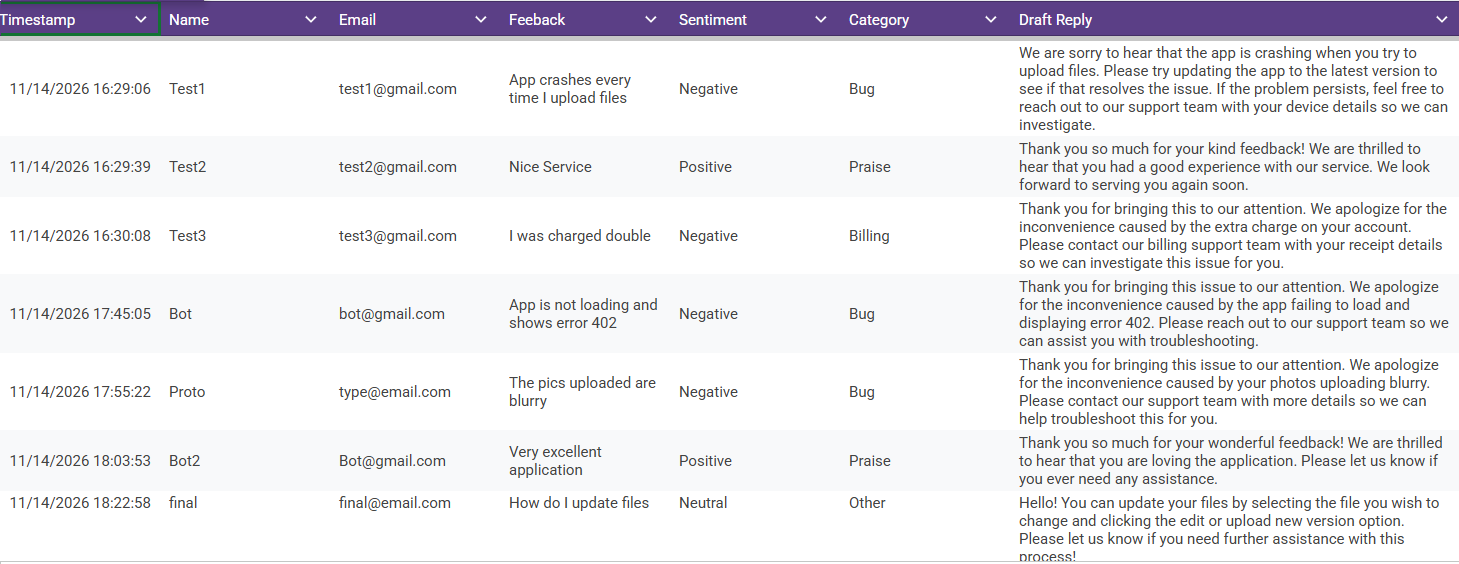 Timestamp Name Email Feeback Sentiment Category Draft Reply
11/14/2026 16:29:06 Test1 test1@gmail.com App crashes every time I upload files Negative Bug We are sorry to hear that the app is crashing when you try to
upload files. Please try updating the app to the latest version to
see if that resolves the issue. If the problem persists, feel free to
reach out to our support team with your device details so we can
investigate.
11/14/2026 16:29:39 Test2 test2@gmail.com Nice Service Positive Praise Thank you so much for your kind feedback! We are thrilled to
hear that you had a good experience with our service. We look
forward to serving you again soon.
11/14/2026 16:30:08 Test3 test3@gmail.com I was charged double Negative Billing Thank you for bringing this to our attention. We apologize for the
inconvenience caused by the extra charge on your account.
Please contact our billing support team with your receipt details
so we can investigate this issue for you.
11/14/2026 17:45:05 Bot bot@gmail.com App is not loading and shows error 402 Negative Bug Thank you for bringing this issue to our attention. We apologize
for the inconvenience caused by the app failing to load and
displaying error 402. Please reach out to our support team so we
can assist you with troubleshooting.
11/14/2026 17:55:22 Proto type@email.com The pics uploaded are blurry Negative Bug Thank you for bringing this issue to our attention. We apologize
for the inconvenience caused by your photos uploading blurry.
Please contact our support team with more details so we can
help troubleshoot this for you.
11/14/2026 18:03:53 Bot2 Bot@gmail.com Very excellent application Positive Praise Thank you so much for your wonderful feedback! We are thrilled
to hear that you are loving the application. Please let us know if
you ever need any assistance.
11/14/2026 18:22:58 final final@email.com How do I update files Neutral Other Hello! You can update your files by selecting the file you wish to
change and clicking the edit or upload new version option.
Please let us know if you need further assistance with this
process!